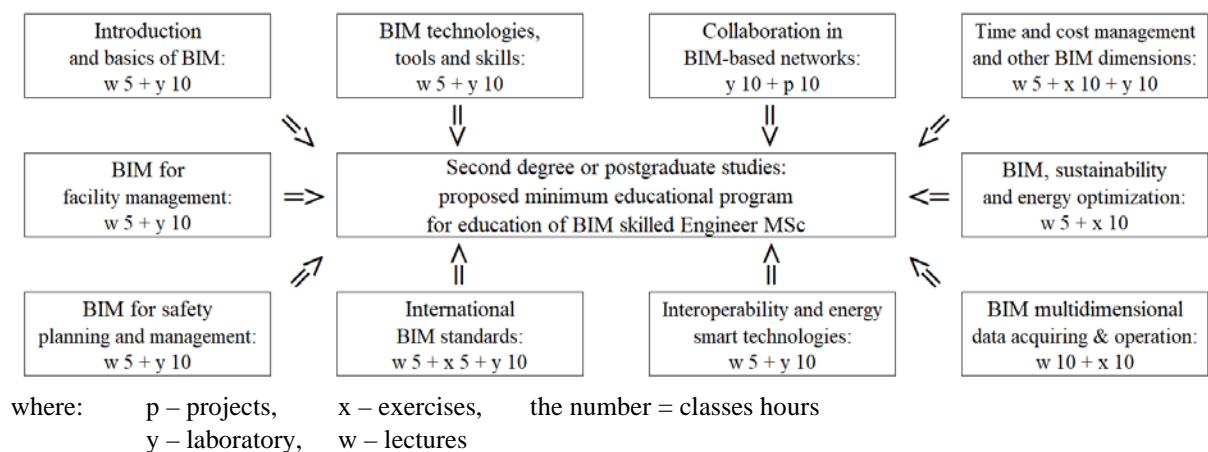 Introduction
and basics of BIM:
w 5 + y 10
BIM technologies,
tools and skills:
w 5 + y 10
Collaboration in
BIM-based networks:
y 10 + p 10
Time and cost management
and other BIM dimensions:
w 5 + x 10 + y 10
BIM for
facility management:
w 5 + y 10
Second degree or postgraduate studies:
proposed minimum educational program
for education of BIM skilled Engineer MSc
BIM, sustainability
and energy optimization:
w 5 + x 10
BIM for safety
planning and management:
w 5 + y 10
International
BIM standards:
w 5 + x 5 + y 10
Interoperability and energy
smart technologies:
w 5 + y 10
BIM multidimensional
data acquiring & operation:
w 10 + x 10
where: p – projects, x – exercises, the number = classes hours
y – laboratory, w – lectures